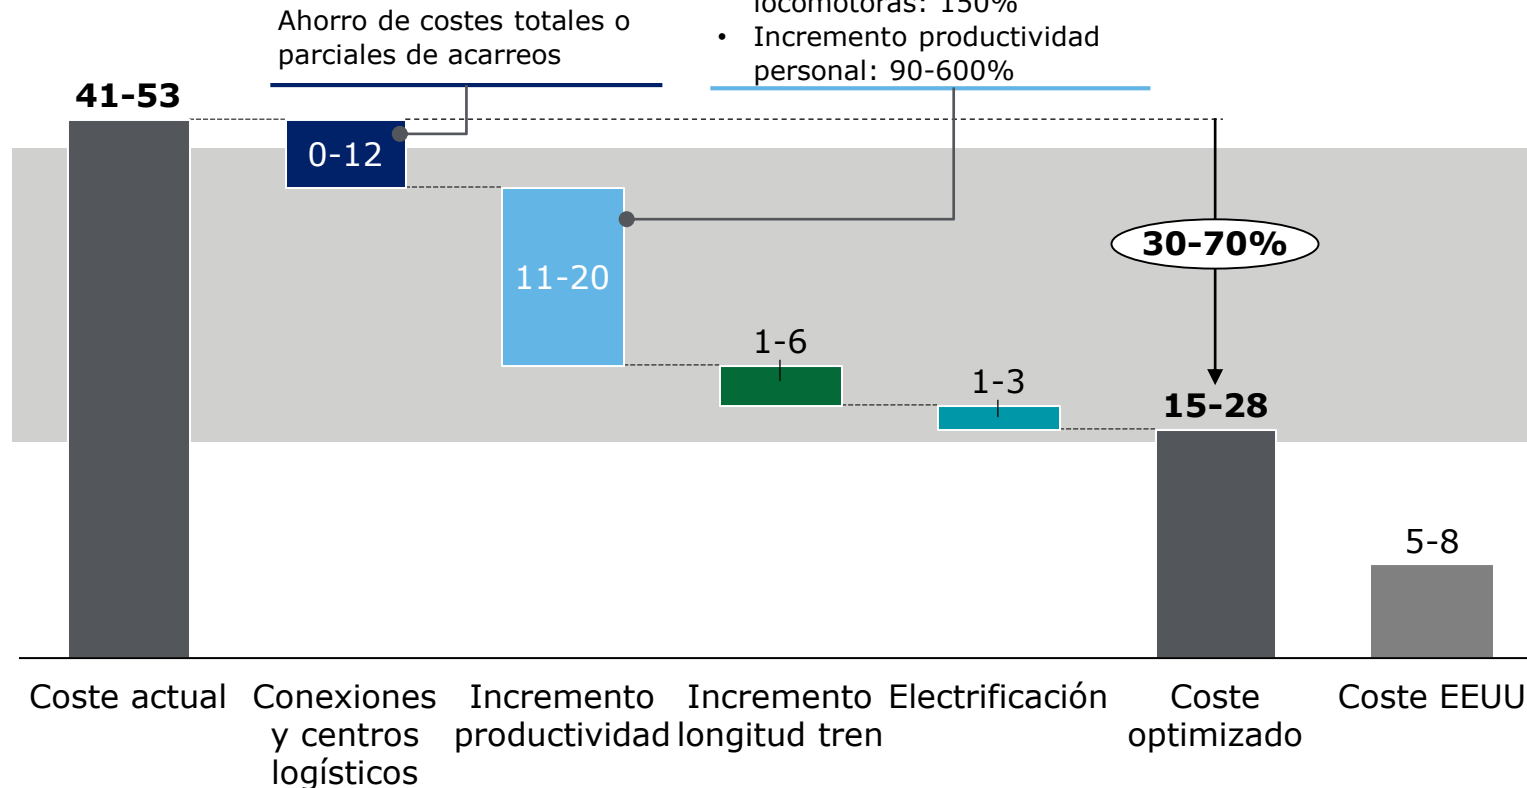 Ahorro de costes totales o
parciales de acarreos
locomotoras: 150%
• Incremento productividad
personal: 90-600%
41-53
0-12
11-20
1-6
1-3
30-70%
15-28
5-8
Coste actual
Conexiones
y centros
logísticos
Incremento
productividad
Incremento
longitud tren
Electrificación
Coste
optimizado
Coste EEUU